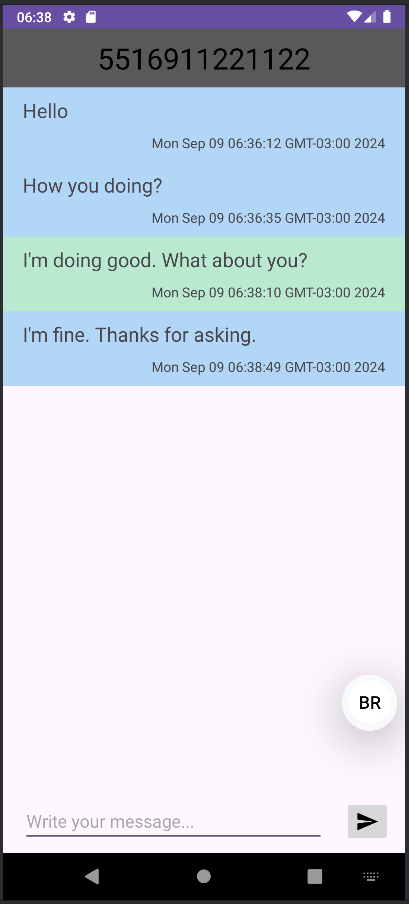 06:38
5516911221122
Hello
Mon Sep 09 06:36:12 GMT-03:00 2024
How you doing?
Mon Sep 09 06:36:35 GMT-03:00 2024
I'm doing good. What about you?
Mon Sep 09 06:38:10 GMT-03:00 2024
I'm fine. Thanks for asking.
Mon Sep 09 06:38:49 GMT-03:00 2024
BR
Write your message...